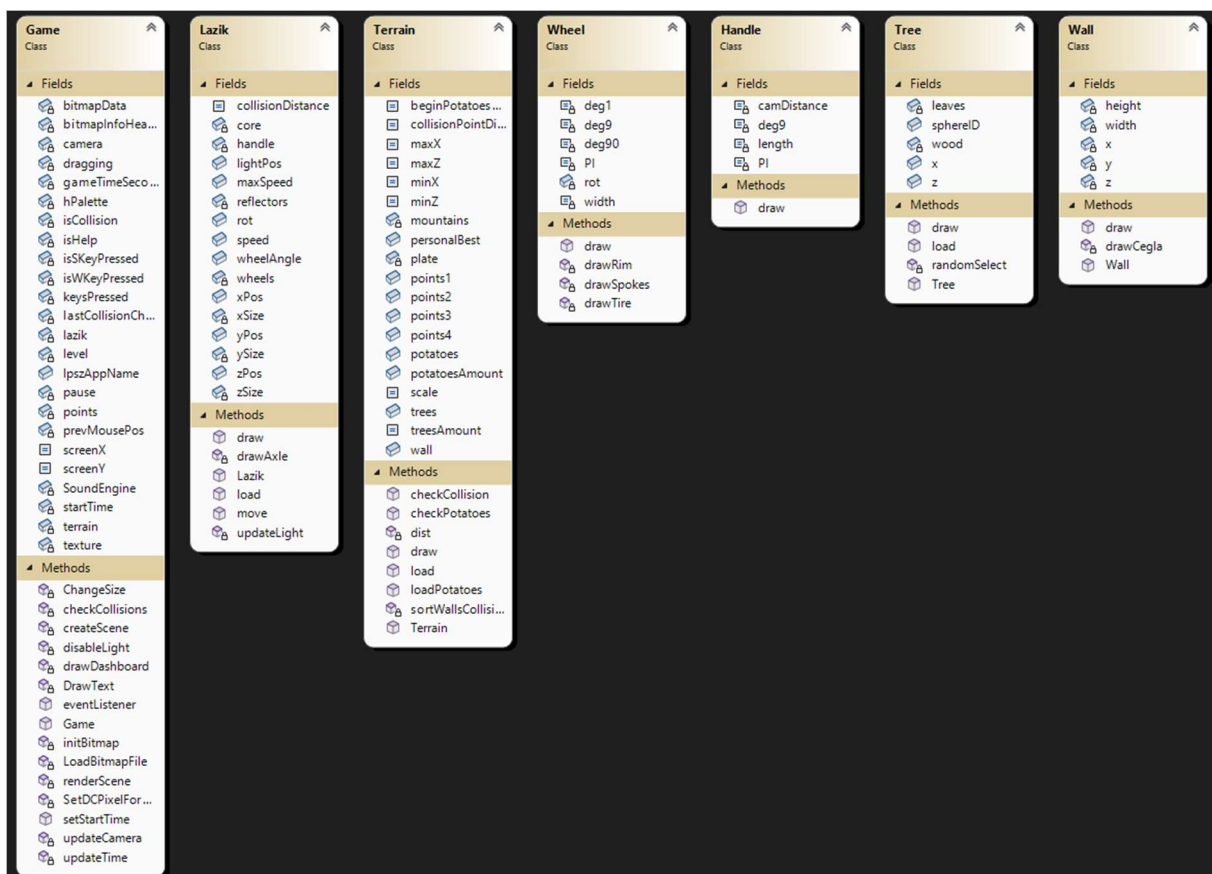 Game
Class
Fields
bitmapData
bitmapInfoHea...
camera
dragging
gameTimeSeco...
hPalette
isCollision
isHelp
isSKeyPressed
isWKeyPressed
keysPressed
lastCollisionCh...
lazik
level
lpszAppName
pause
points
prevMousePos
screenX
screenY
SoundEngine
startTime
terrain
texture
Methods
ChangeSize
checkCollisions
createScene
disableLight
drawDashboard
DrawText
eventListener
Game
initBitmap
LoadBitmapFile
renderScene
SetDCPixelFor...
setStartTime
updateCamera
updateTime
Lazik
Class
Fields
collisionDistance
core
handle
lightPos
maxSpeed
reflectors
rot
speed
wheelAngle
wheels
xPos
xSize
yPos
ySize
zPos
zSize
Methods
draw
drawAxle
Lazik
load
move
updateLight
Terrain
Class
Fields
beginPotatoes...
collisionPointDi...
maxX
maxZ
minX
minZ
mountains
personalBest
plate
points1
points2
points3
points4
potatoes
potatoesAmount
scale
trees
treesAmount
wall
Methods
checkCollision
checkPotatoes
dist
draw
load
loadPotatoes
sortWallsCollisi...
Terrain
Wheel
Class
Fields
deg1
deg9
deg90
PI
rot
width
Methods
draw
drawRim
drawSpokes
drawTire
Handle
Class
Fields
camDistance
deg9
length
PI
Methods
draw
Tree
Class
Fields
leaves
sphereID
wood
x
z
Methods
draw
load
randomSelect
Tree
Wall
Class
Fields
height
width
x
y
z
Methods
draw
drawCegla
Wall